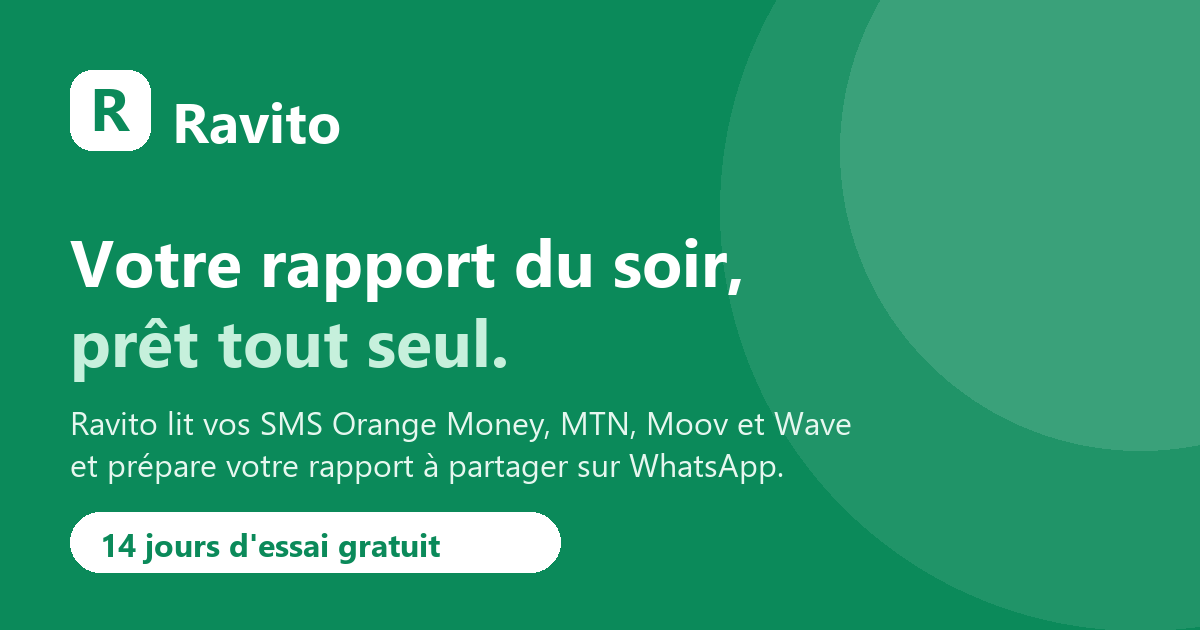 R
Ravito
Votre rapport du soir,
prêt tout seul.
Ravito lit vos SMS Orange Money, MTN, Moov et Wave
et prépare votre rapport à partager sur WhatsApp.
14 jours d'essai gratuit